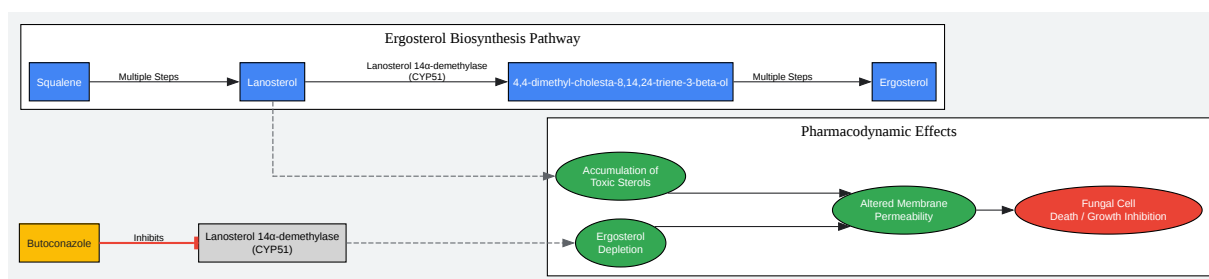 Ergosterol Biosynthesis Pathway
Squalene
Multiple Steps
Lanosterol
Lanosterol 14α-demethylase
(CYP51)
4,4-dimethyl-cholesta-8,14,24-triene-3-beta-ol
Multiple Steps
Ergosterol
Pharmacodynamic Effects
Accumulation of
Toxic Sterols
Altered Membrane
Permeability
Fungal Cell
Death / Growth Inhibition
Butoconazole
Inhibits
Lanosterol 14α-demethylase
(CYP51)
Ergosterol
Depletion